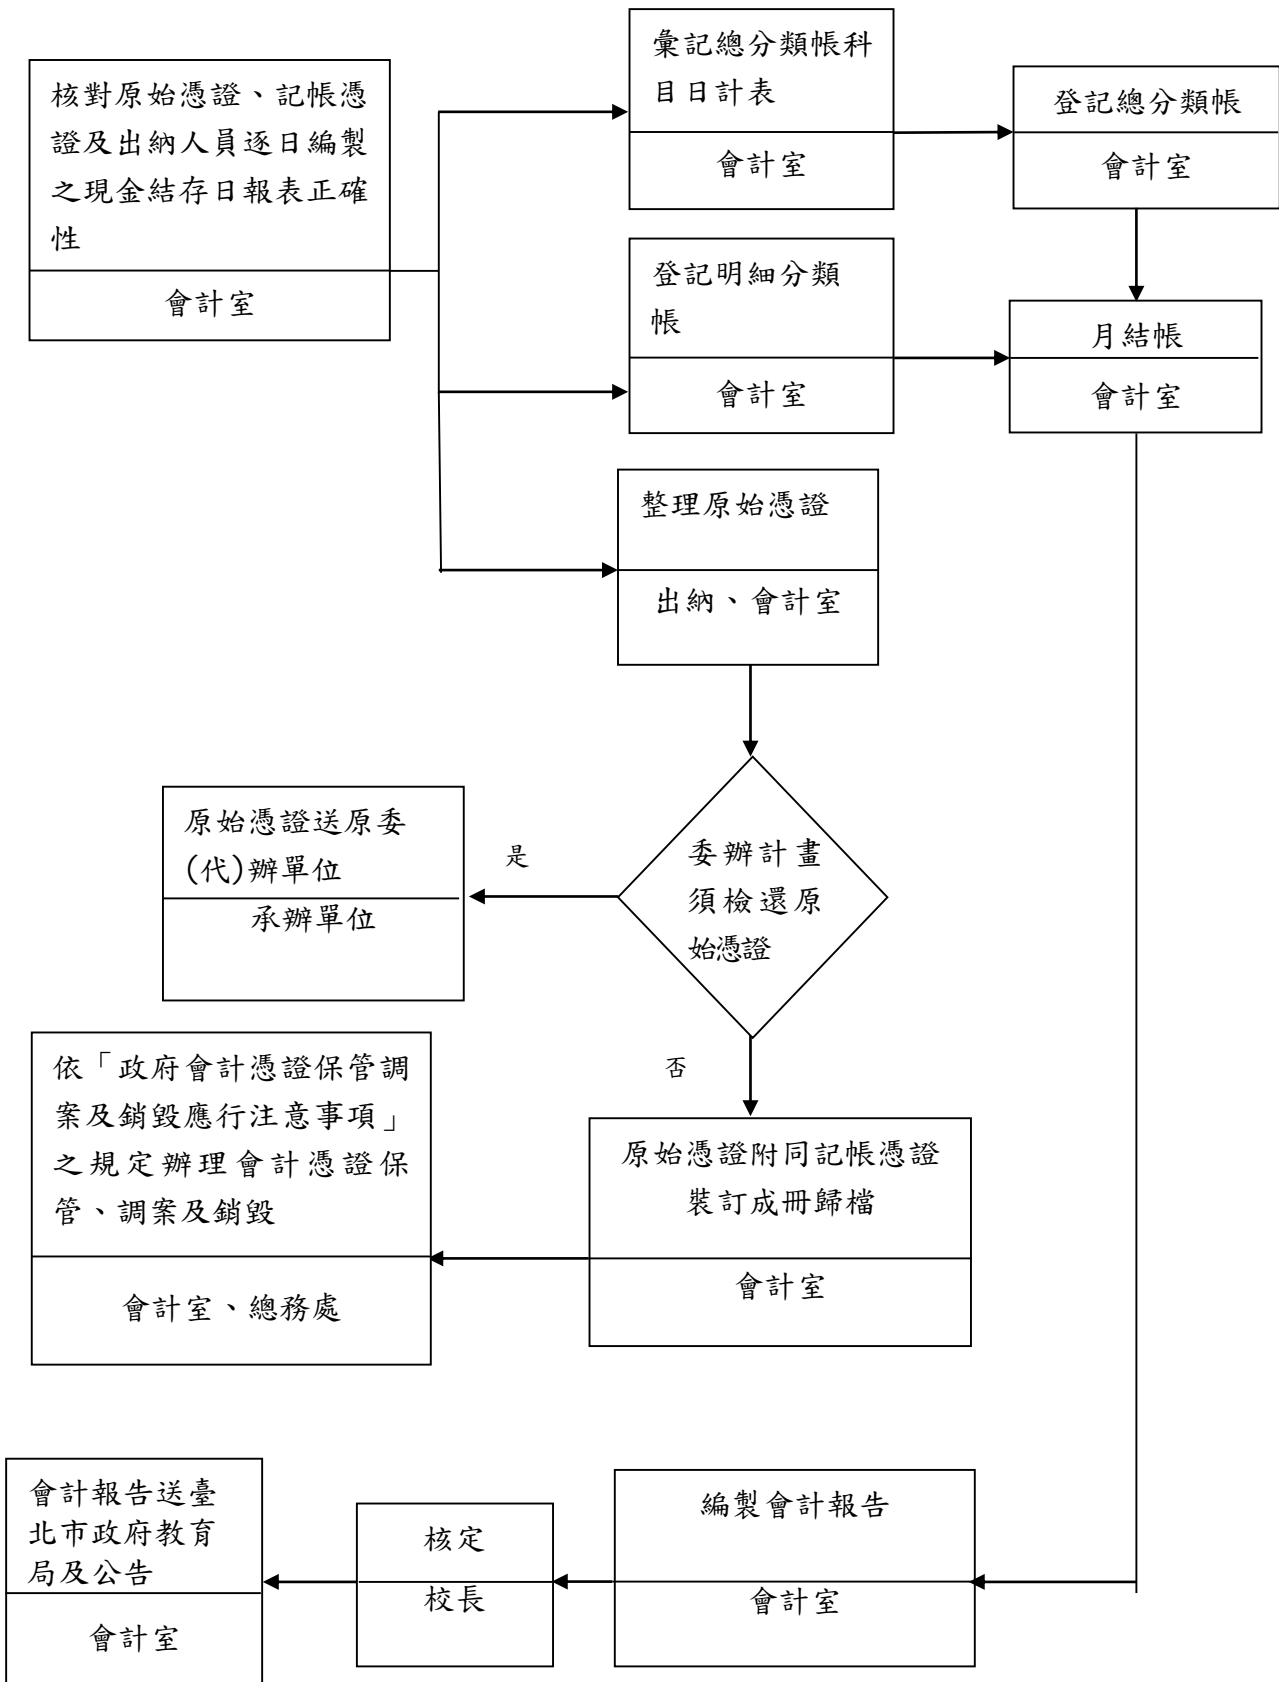 核對原始憑證、記帳憑
證及出納人員逐日編製
之現金結存日報表正確
性
會計室
彙記總分類帳科
目日計表
會計室
登記總分類帳
會計室
登記明細分類
帳
會計室
月結帳
會計室
整理原始憑證
出納、會計室
委辦計畫
須檢還原
始憑證
是
原始憑證送原委
(代)辦單位
承辦單位
否
原始憑證附同記帳憑證
裝訂成冊歸檔
會計室
依「政府會計憑證保管調
案及銷毀應行注意事項」
之規定辦理會計憑證保
管、調案及銷毀
會計室、總務處
編製會計報告
會計室
核定
校長
會計報告送臺
北市政府教育
局及公告
會計室